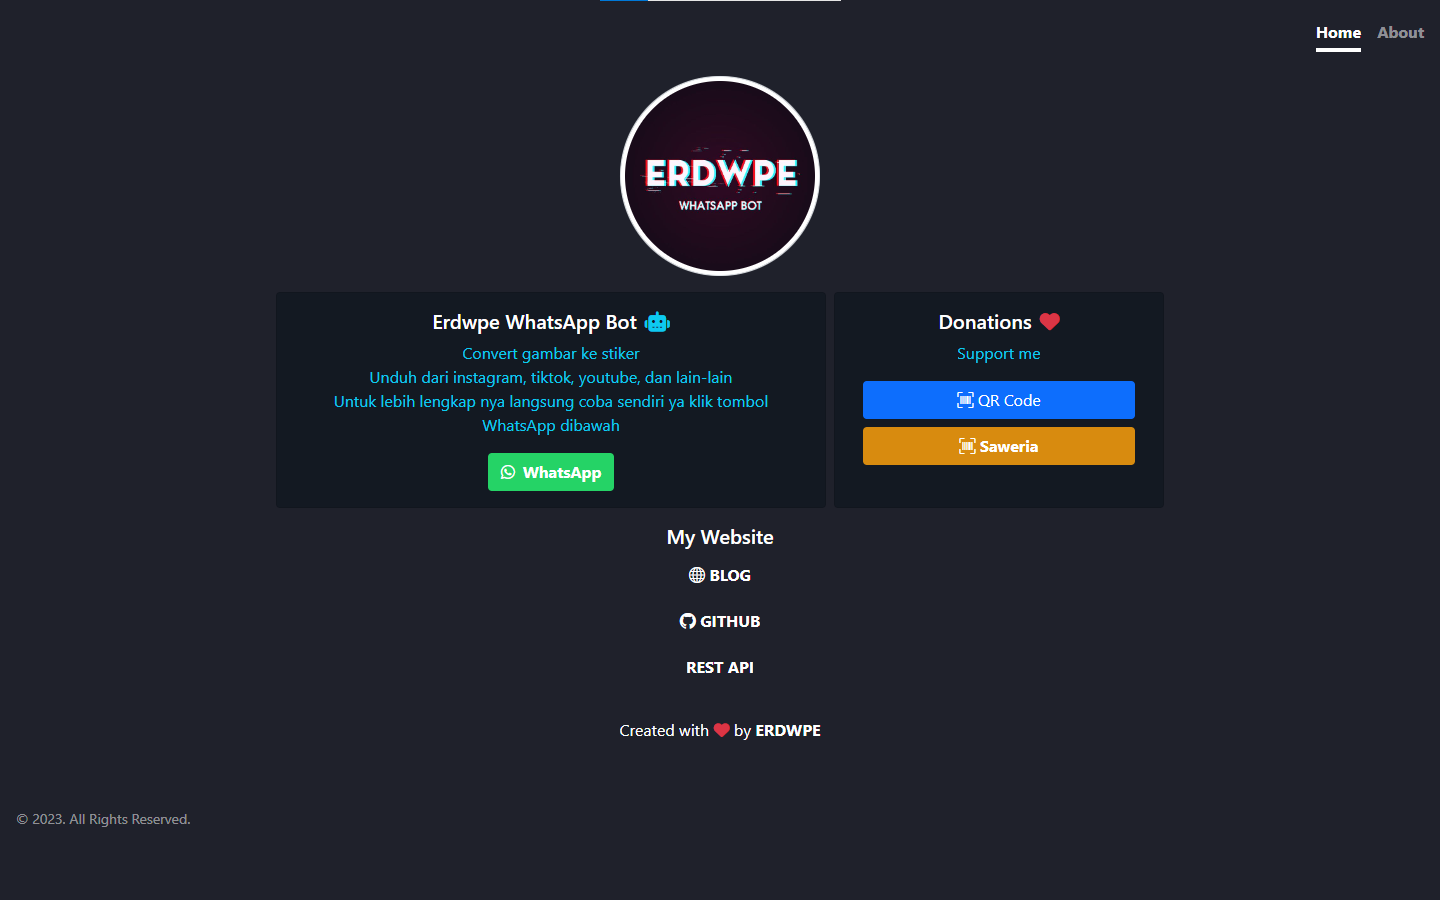 Home About
ERDWPE
WHATSAPP BOT
Erdwpe WhatsApp Bot
Convert gambar ke stiker
Unduh dari instagram, tiktok, youtube, dan lain-lain
Untuk lebih lengkap nya langsung coba sendiri ya klik tombol
WhatsApp dibawah
WhatsApp
Donations
Support me
QR Code
Saweria
My Website
BLOG
GITHUB
REST API
Created with ❤ by ERDWPE
© 2023. All Rights Reserved.